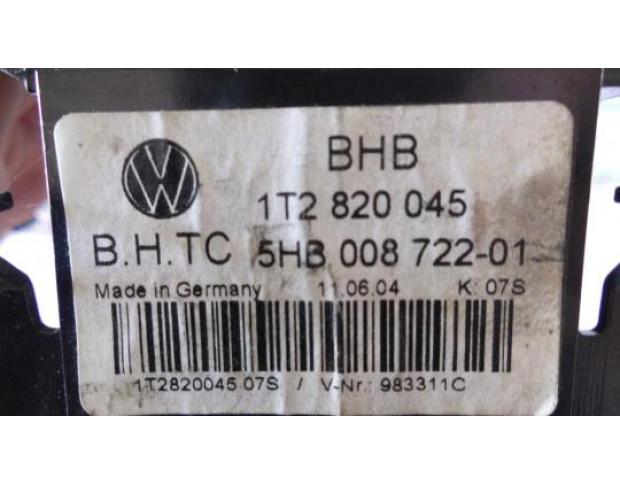 BHB
1T2 820 045
B.H.TC 5HB 008 722-01
Made in Germany 11.06.04 K: 07S
1T2820045 07S / V-Nr.: 983311C